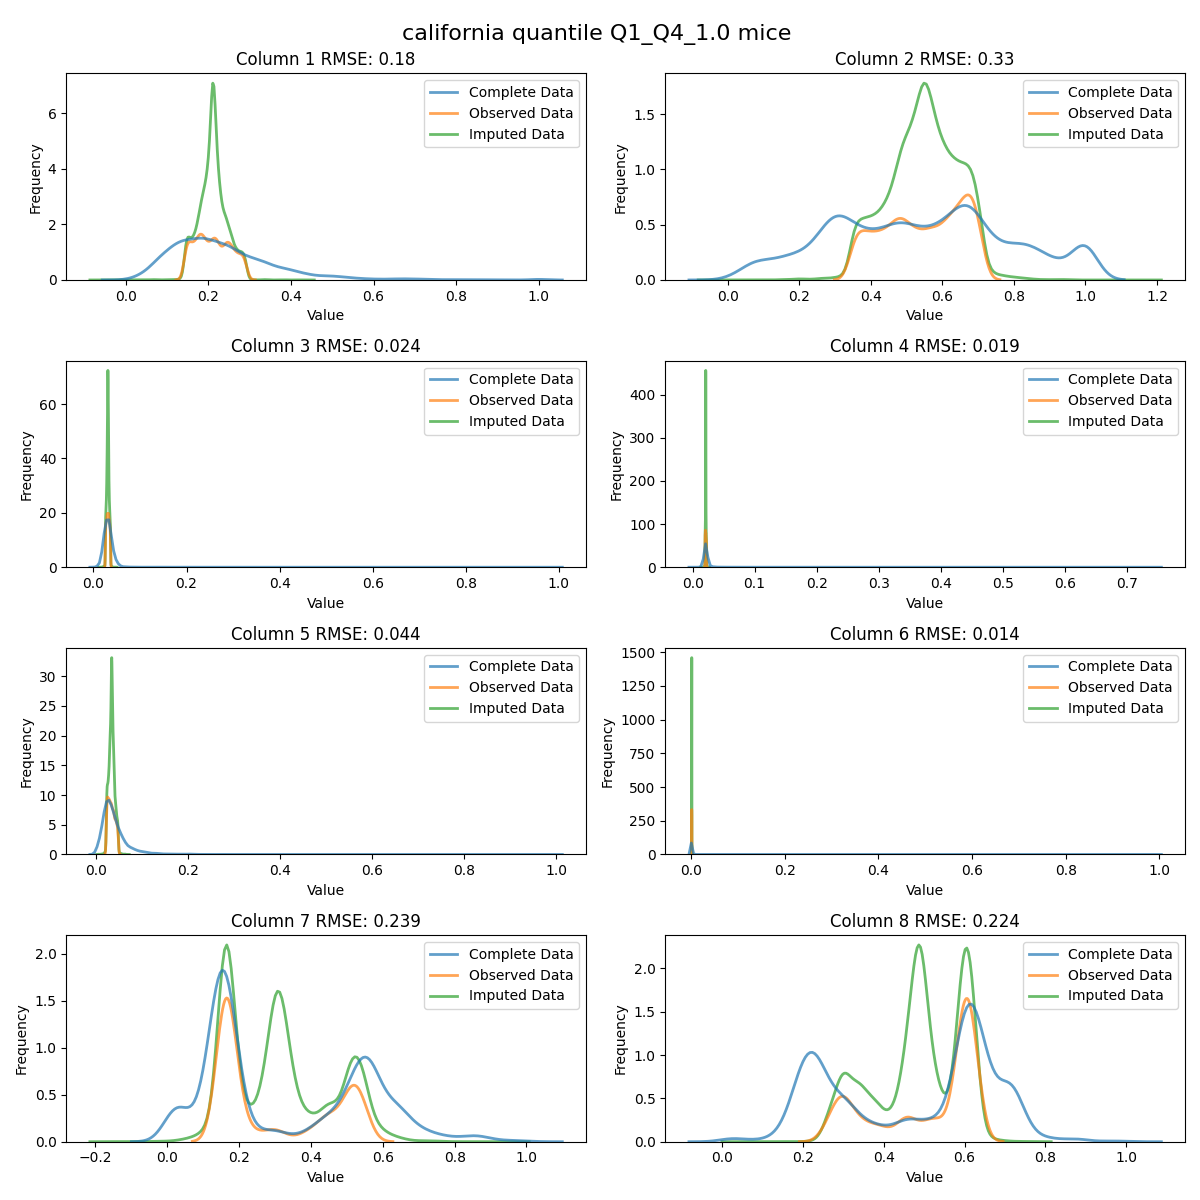 california quantile Q1_Q4_1.0 mice
Column 1 RMSE: 0.18
Frequency
6
4
2
0
0.0 0.2 0.4 0.6 0.8 1.0
Value
Complete Data
Observed Data
Imputed Data
Column 2 RMSE: 0.33
Frequency
1.5
1.0
0.5
0.0
0.0 0.2 0.4 0.6 0.8 1.0 1.2
Value
Complete Data
Observed Data
Imputed Data
Column 3 RMSE: 0.024
Frequency
60
40
20
0
0.0 0.2 0.4 0.6 0.8 1.0
Value
Complete Data
Observed Data
Imputed Data
Column 4 RMSE: 0.019
Frequency
400
300
200
100
0
0.0 0.1 0.2 0.3 0.4 0.5 0.6 0.7
Value
Complete Data
Observed Data
Imputed Data
Column 5 RMSE: 0.044
Frequency
30
25
20
15
10
5
0
0.0 0.2 0.4 0.6 0.8 1.0
Value
Complete Data
Observed Data
Imputed Data
Column 6 RMSE: 0.014
Frequency
1500
1250
1000
750
500
250
0
0.0 0.2 0.4 0.6 0.8 1.0
Value
Complete Data
Observed Data
Imputed Data
Column 7 RMSE: 0.239
Frequency
2.0
1.5
1.0
0.5
0.0
−0.2 0.0 0.2 0.4 0.6 0.8 1.0
Value
Complete Data
Observed Data
Imputed Data
Column 8 RMSE: 0.224
Frequency
2.0
1.5
1.0
0.5
0.0
0.0 0.2 0.4 0.6 0.8 1.0
Value
Complete Data
Observed Data
Imputed Data